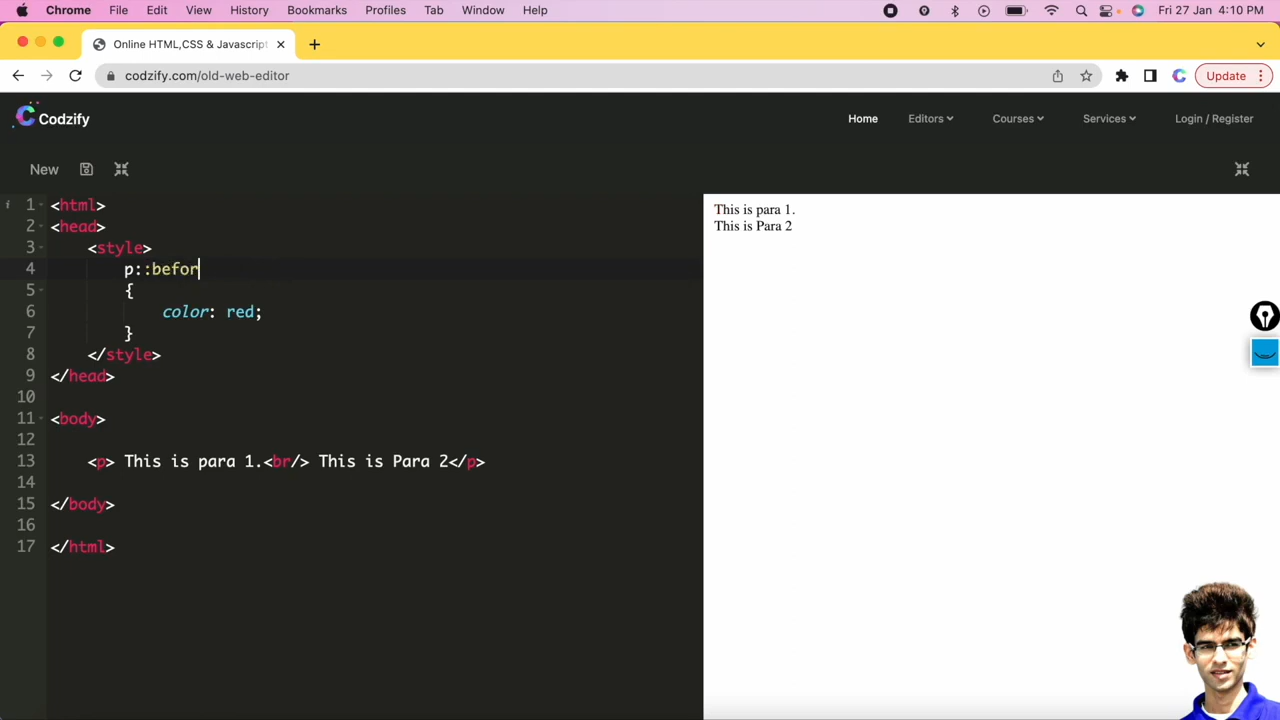 Chrome File Edit View History Bookmarks Profiles Tab Window Help Fri 27 Jan 4:10 PM
Online HTML,CSS & Javascript
codzify.com/old-web-editor Update
Codzify Home Editors Courses Services Login / Register
New
1 <html>
2 <head>
3 <style>
4 p::befor
5 {
6 color: red;
7 }
8 </style>
9 </head>
10
11 <body>
12
13 <p> This is para 1.<br/> This is Para 2</p>
14
15 </body>
16
17 </html>
This is para 1.
This is Para 2